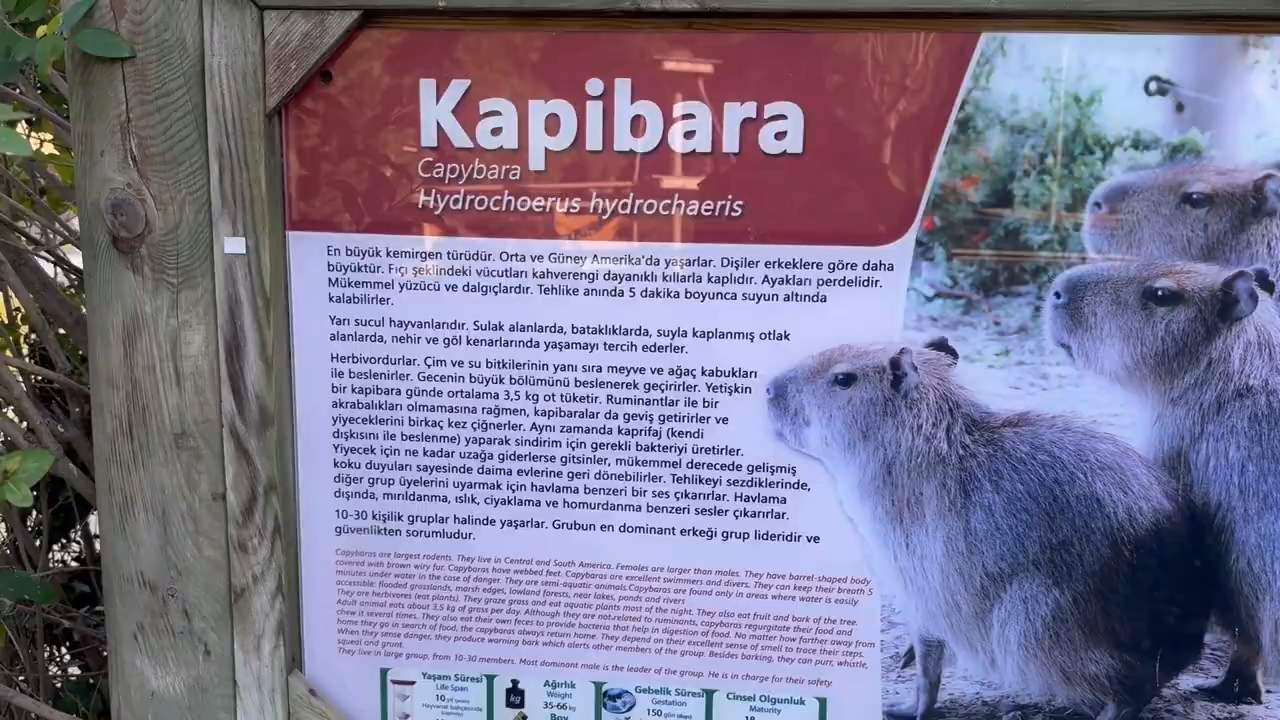 Kapibara
Capybara
Hydrochoerus hydrochaeris
En büyük kemirgen türüdür. Orta ve Güney Amerika'da yaşarlar. Dişiler erkeklere göre daha
büyüktür. Fıçı şeklindeki vücutları kahverengi dayanıklı kıllarla kaplıdır. Ayakları perdelidir.
Mükemmel yüzücü ve dalgıçlardır. Tehlike anında 5 dakika boyunca suyun altında
kalabilirler.
Yarı sucul hayvanlarıdır. Sulak alanlarda, bataklıklarda, suyla kaplanmış otlak
alanlarda, nehir ve göl kenarlarında yaşamayı tercih ederler.
Herbivordurlar. Çim ve su bitkilerinin yanı sıra meyve ve ağaç kabukları
ile beslenirler. Gecenin büyük bölümünü beslenerek geçirirler. Yetişkin
bir kapibara günde ortalama 3,5 kg ot tüketir. Ruminantlar ile bir
akrabalıkları olmamasına rağmen, kapibaralar da geviş getirirler ve
yiyeceklerini birkaç kez çiğnerler. Aynı zamanda kaprifaj (kendi
dışkısını ile beslenme) yaparak sindirim için gerekli bakteriyi üretirler.
Yiyecek için ne kadar uzağa giderlerse gitsinler, mükemmel derecede gelişmiş
koku duyuları sayesinde daima evlerine geri dönebilirler. Tehlikeyi sezdiklerinde,
diğer grup üyelerini uyarmak için havlama benzeri bir ses çıkarırlar. Havlama
dışında, mırıldanma, ıslık, ciyaklama ve homurdanma benzeri sesler çıkarırlar.
10-30 kişilik gruplar halinde yaşarlar. Grubun en dominant erkeği grup lideridir ve
güvenlikten sorumludur.
Capybaras are largest rodents. They live in Central and South America. Females are larger than males. They have barrel-shaped body
covered with brown wiry fur. Capybaras have webbed feet. Capybaras are excellent swimmers and divers. They can keep their breath 5
minutes under water in the case of danger. They are semi-aquatic animals.Capybaras are found only in areas where water is easily
accessible: flooded grasslands, marsh edges, lowland forests, near lakes, ponds and rivers
They are herbivores (eat plants). They graze grass and eat aquatic plants most of the night. They also eat fruit and bark of the tree.
Adult animal eats about 3.5 kg of grass per day. Although they are not related to ruminants, capybaras regurgitate their food and
chew it several times. They also eat their own feces to provide bacteria that help in digestion of food. No matter how farther away from
home they go in search of food, the capybaras always return home. They depend on their excellent sense of smell to trace their steps.
When they sense danger, they produce warning bark which alerts other members of the group. Besides barking, they can purr, whistle,
squeal and grunt.
They live in large group, from 10-30 members. Most dominant male is the leader of the group. He is in charge for their safety.
Yaşam Süresi
Life Span
10 yıl
Hayvanat bahçesinde
kg
Ağırlık
Weight
35-66 kg
Boy
Gebelik Süresi
Gestation
150 gün
Cinsel Olgunluk
Maturity
18